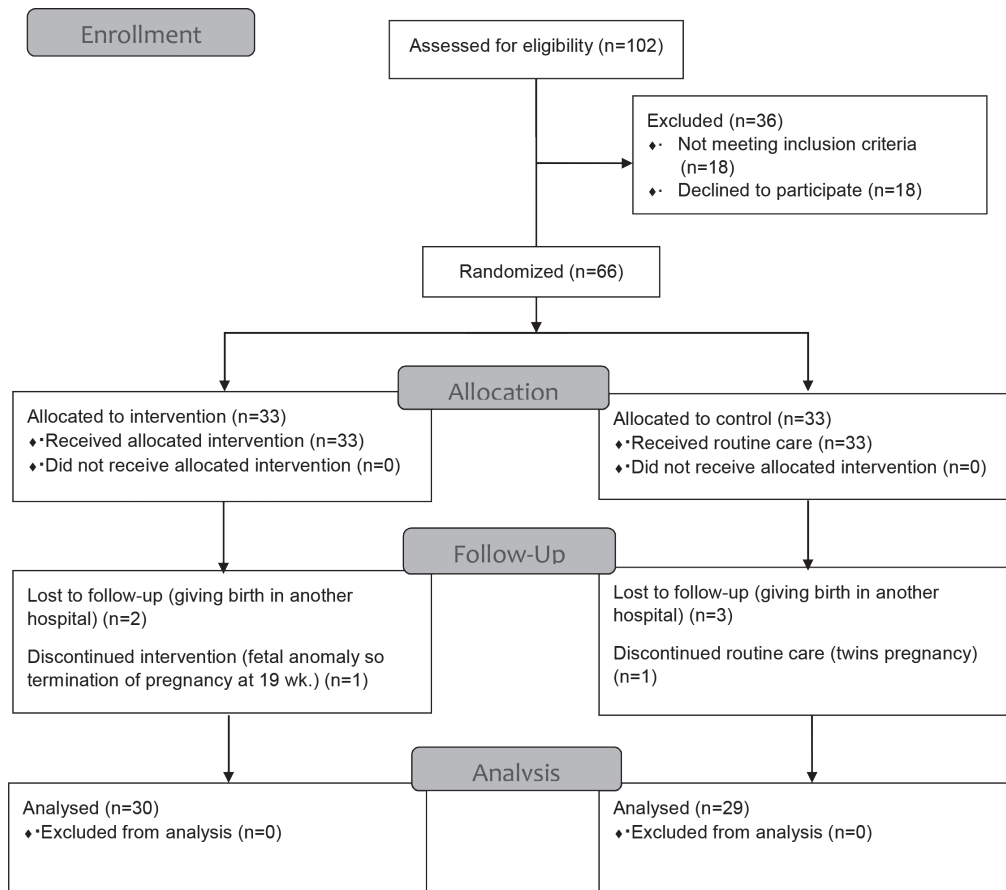 Enrollment
Assessed for eligibility (n=102)
Excluded (n=36)
♦· Not meeting inclusion criteria
(n=18)
♦· Declined to participate (n=18)
Randomized (n=66)
Allocation
Allocated to intervention (n=33)
♦·Received allocated intervention (n=33)
♦·Did not receive allocated intervention (n=0)
Allocated to control (n=33)
♦·Received routine care (n=33)
♦·Did not receive allocated intervention (n=0)
Follow-Up
Lost to follow-up (giving birth in another
hospital) (n=2)
Discontinued intervention (fetal anomaly so
termination of pregnancy at 19 wk.) (n=1)
Lost to follow-up (giving birth in another
hospital) (n=3)
Discontinued routine care (twins pregnancy)
(n=1)
Analysis
Analysed (n=30)
♦·Excluded from analysis (n=0)
Analysed (n=29)
♦·Excluded from analysis (n=0)